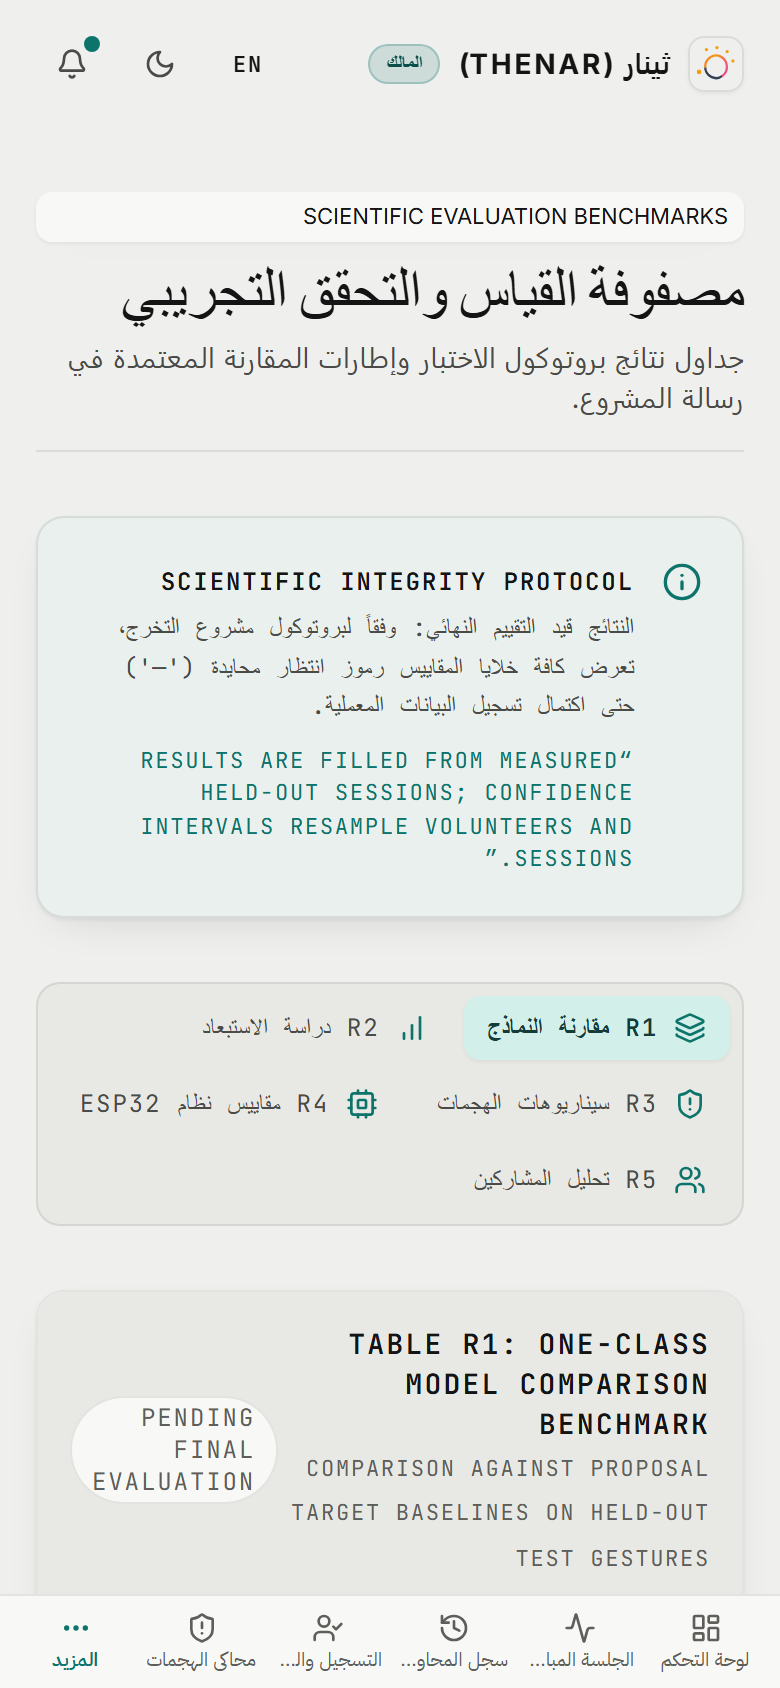 ثينار (THENAR)
المالك
EN
SCIENTIFIC EVALUATION BENCHMARKS
مصفوفة القياس والتحقق التجريبي
جداول نتائج بروتوكول الاختبار وإطارات المقارنة المعتمدة في
رسالة المشروع.
SCIENTIFIC INTEGRITY PROTOCOL
النتائج قيد التقييم النهائي: وفقاً لبروتوكول مشروع التخرج،
تعرض كافة خلايا المقاييس رموز انتظار محايدة ('—')
حتى اكتمال تسجيل البيانات المعملية.
“RESULTS ARE FILLED FROM MEASURED
HELD-OUT SESSIONS; CONFIDENCE
INTERVALS RESAMPLE VOLUNTEERS AND
SESSIONS.”
R1 مقارنة النماذج
R2 دراسة الاستبعاد
R3 سيناريوهات الهجمات
R4 مقاييس نظام ESP32
R5 تحليل المشاركين
TABLE R1: ONE-CLASS
MODEL COMPARISON
BENCHMARK
COMPARISON AGAINST PROPOSAL
TARGET BASELINES ON HELD-OUT
TEST GESTURES
PENDING
FINAL
EVALUATION
لوحة التحكم
الجلسة المبا...
سجل المحاو...
التسجيل وال...
محاكي الهجمات
المزيد